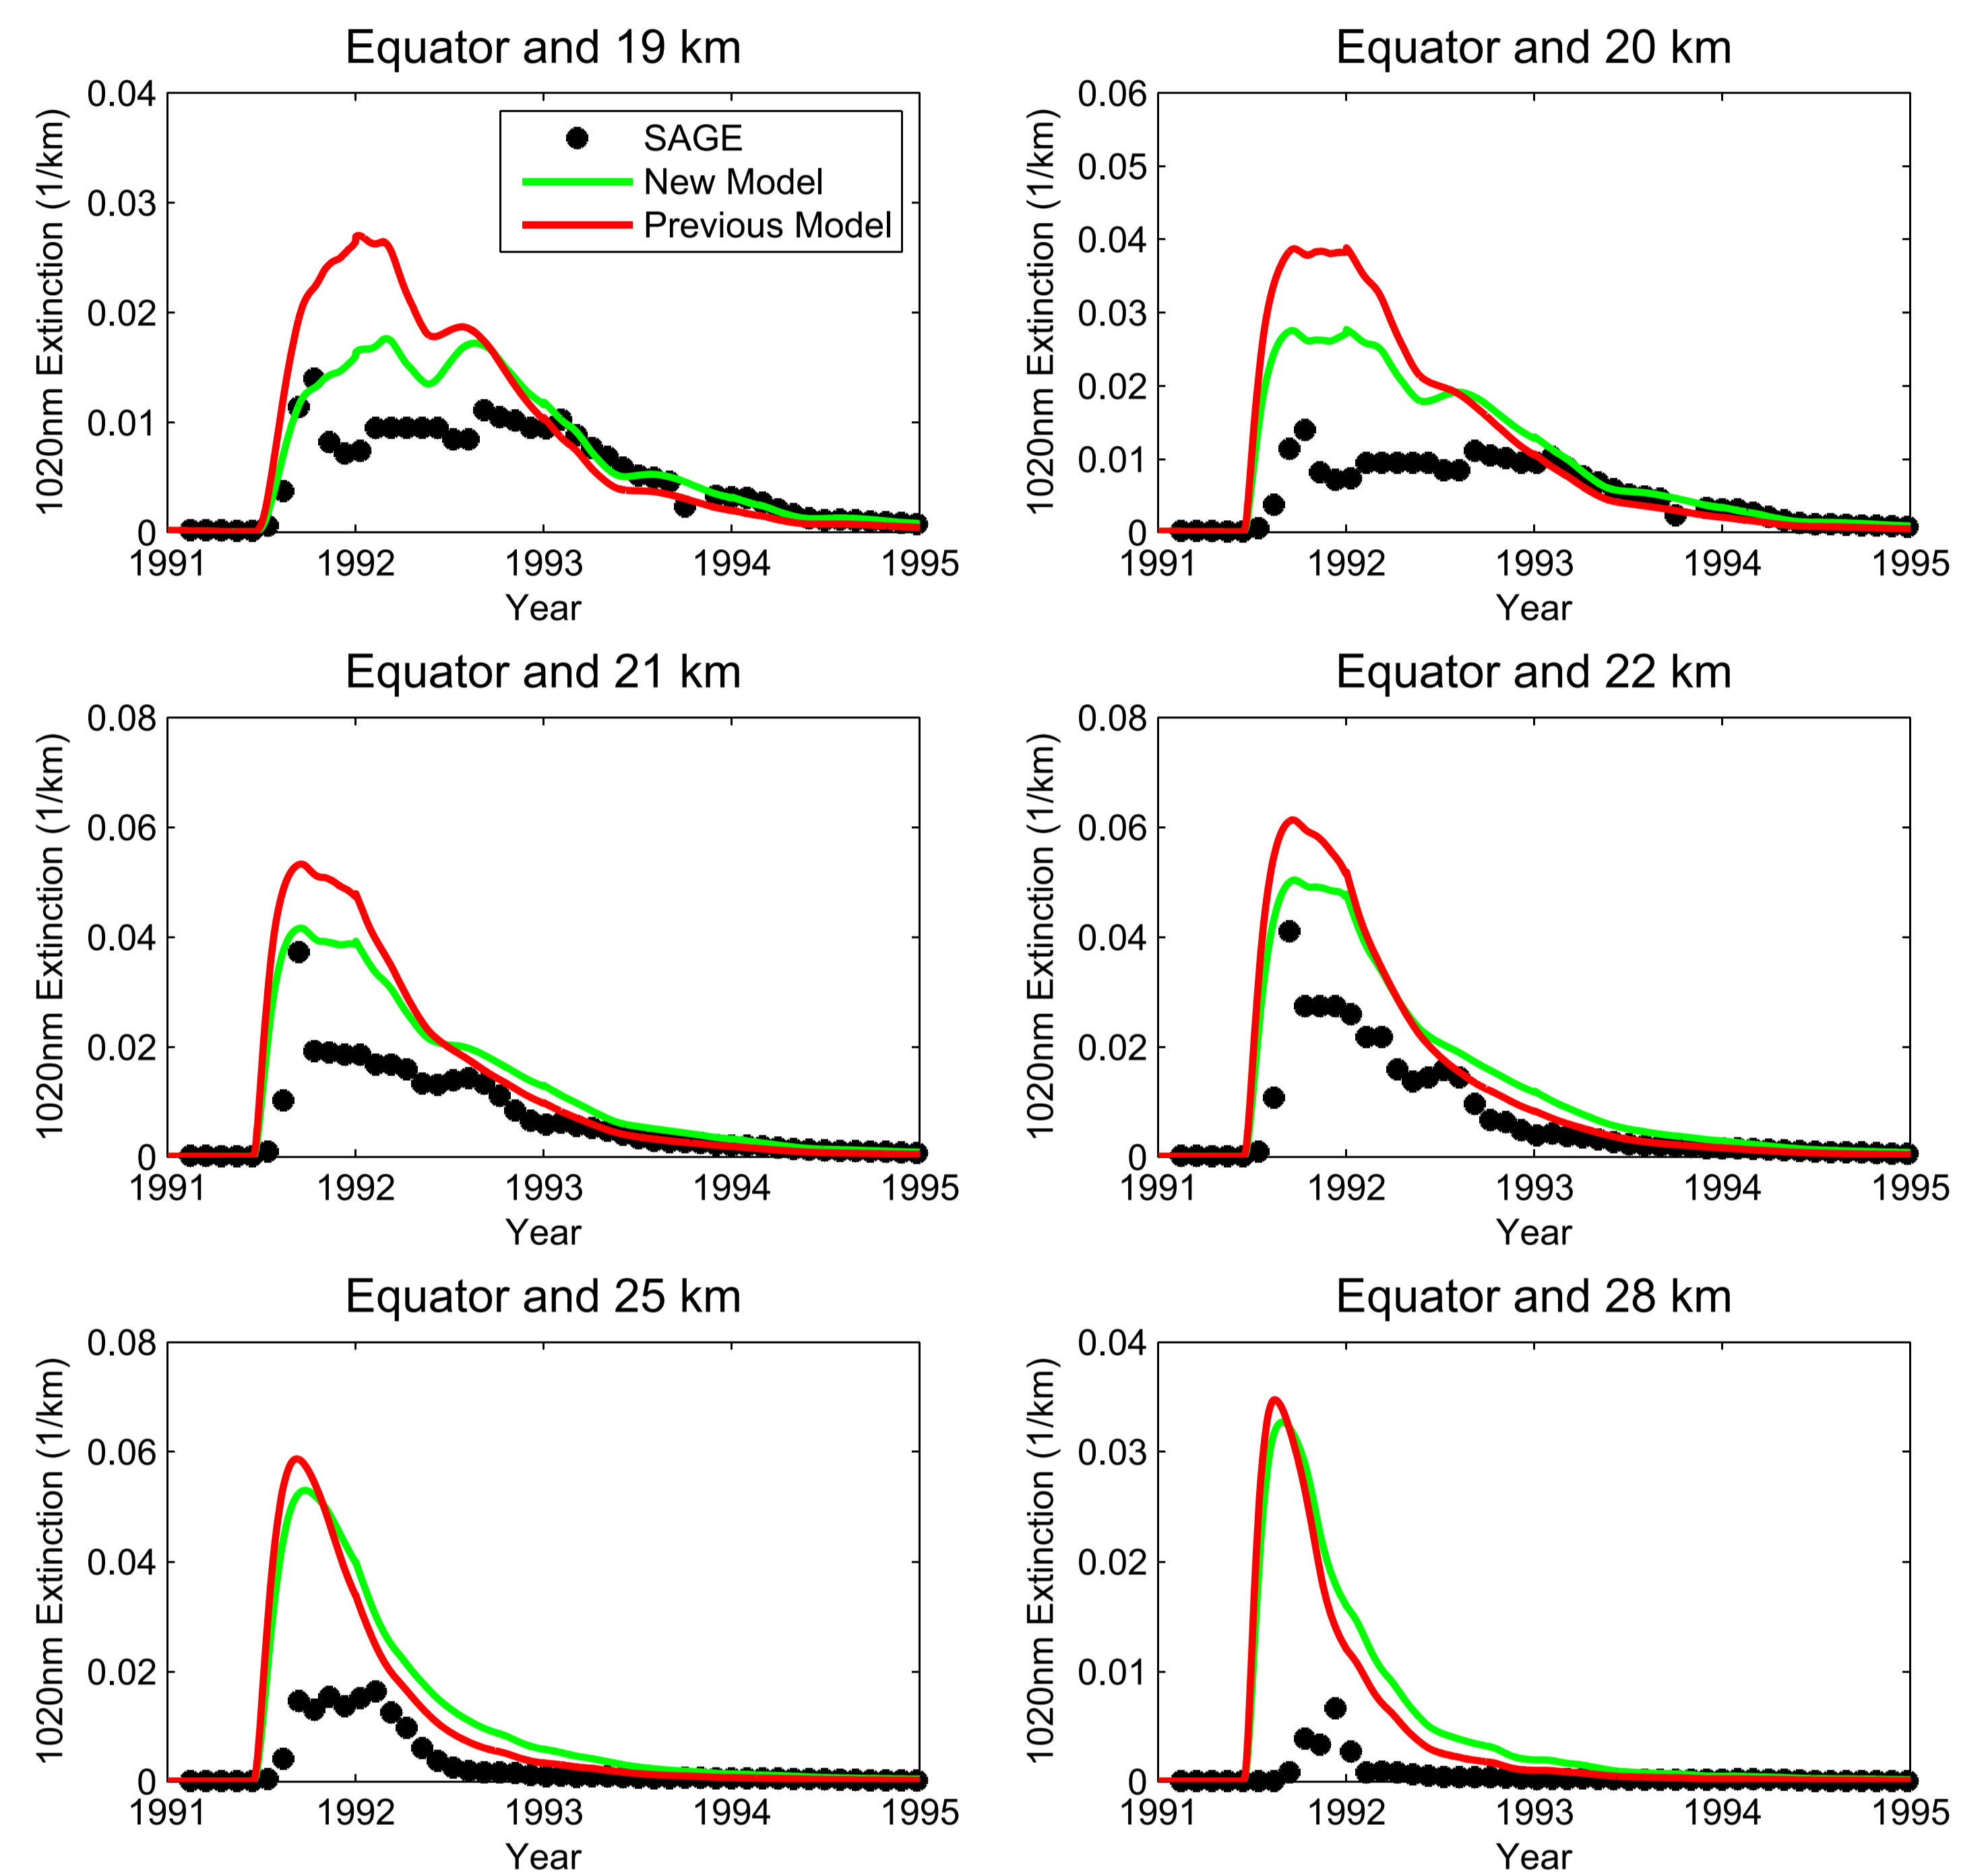 Equator and 19 km
0.04
0.03
0.02
0.01
0
1020nm Extinction (1/km)
SAGE
New Model
Previous Model
1991 1992 1993 1994 1995
Year
Equator and 20 km
0.06
0.05
0.04
0.03
0.02
0.01
0
1020nm Extinction (1/km)
1991 1992 1993 1994 1995
Year
Equator and 21 km
0.08
0.06
0.04
0.02
0
1020nm Extinction (1/km)
1991 1992 1993 1994 1995
Year
Equator and 22 km
0.08
0.06
0.04
0.02
0
1020nm Extinction (1/km)
1991 1992 1993 1994 1995
Year
Equator and 25 km
0.08
0.06
0.04
0.02
0
1020nm Extinction (1/km)
1991 1992 1993 1994 1995
Year
Equator and 28 km
0.04
0.03
0.02
0.01
0
1020nm Extinction (1/km)
1991 1992 1993 1994 1995
Year